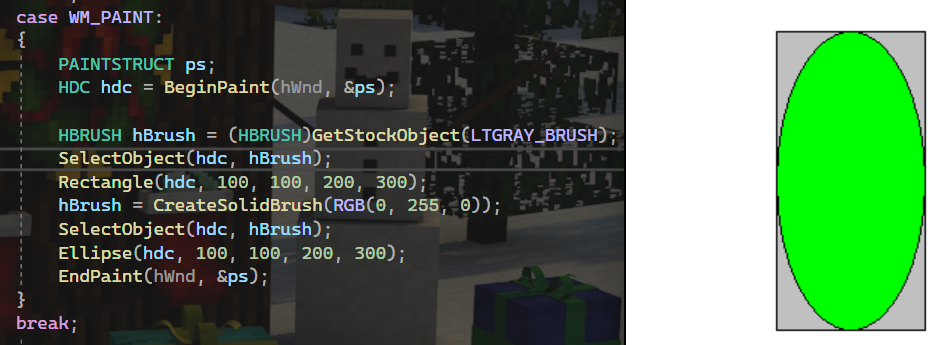 case WM_PAINT:
{
PAINTSTRUCT ps;
HDC hdc = BeginPaint(hWnd, &ps);
HBRUSH hBrush = (HBRUSH)GetStockObject(LTGRAY_BRUSH);
SelectObject(hdc, hBrush);
Rectangle(hdc, 100, 100, 200, 300);
hBrush = CreateSolidBrush(RGB(0, 255, 0));
SelectObject(hdc, hBrush);
Ellipse(hdc, 100, 100, 200, 300);
EndPaint(hWnd, &ps);
}
break;